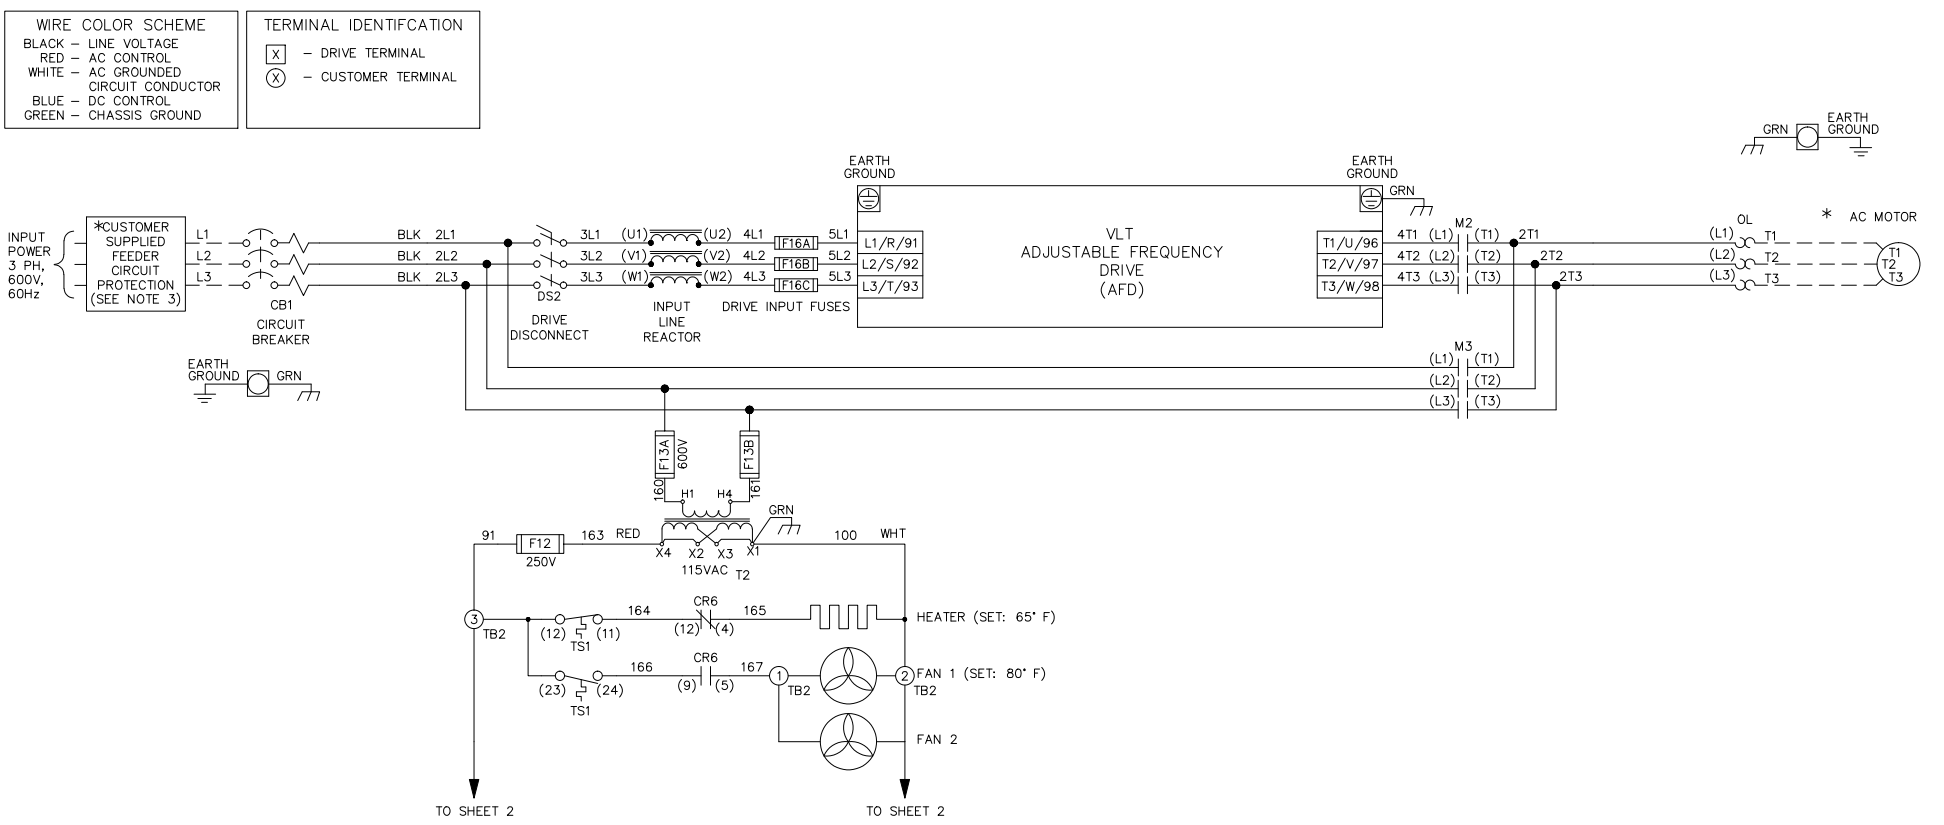 WIRE COLOR SCHEME
BLACK – LINE VOLTAGE
RED – AC CONTROL
WHITE – AC GROUNDED
CIRCUIT CONDUCTOR
BLUE – DC CONTROL
GREEN – CHASSIS GROUND
TERMINAL IDENTIFCATION
X – DRIVE TERMINAL
X – CUSTOMER TERMINAL
GRN
EARTH
GROUND
INPUT
POWER
3 PH,
600V,
60Hz
*CUSTOMER
SUPPLIED
FEEDER
CIRCUIT
PROTECTION
(SEE NOTE 3)
L1
L2
L3
CB1
CIRCUIT
BREAKER
EARTH
GROUND
GRN
BLK 2L1
BLK 2L2
BLK 2L3
DS2
DRIVE
DISCONNECT
3L1 (U1) (U2) 4L1 F16A 5L1
3L2 (V1) (V2) 4L2 F16B 5L2
3L3 (W1) (W2) 4L3 F16C 5L3
INPUT
LINE
REACTOR
DRIVE INPUT FUSES
EARTH
GROUND
L1/R/91
L2/S/92
L3/T/93
VLT
ADJUSTABLE FREQUENCY
DRIVE
(AFD)
EARTH
GROUND
GRN
T1/U/96
T2/V/97
T3/W/98
M2
4T1 (L1) (T1) 2T1
4T2 (L2) (T2) 2T2
4T3 (L3) (T3) 2T3
OL
(L1) T1
(L2) T2
(L3) T3
* AC MOTOR
T1
T2
T3
M3
(L1) (T1)
(L2) (T2)
(L3) (T3)
F13A
600V
F13B
160
161
H1 H4
GRN
91 F12 163 RED
250V
X4 X2 X3 X1
100 WHT
115VAC T2
3
TB2
(12) (11)
TS1
164
CR6
(12) (4)
165
HEATER (SET: 65° F)
(23) (24)
TS1
166
CR6
(9) (5)
167
1
TB2
2
TB2
FAN 1 (SET: 80° F)
FAN 2
TO SHEET 2
TO SHEET 2